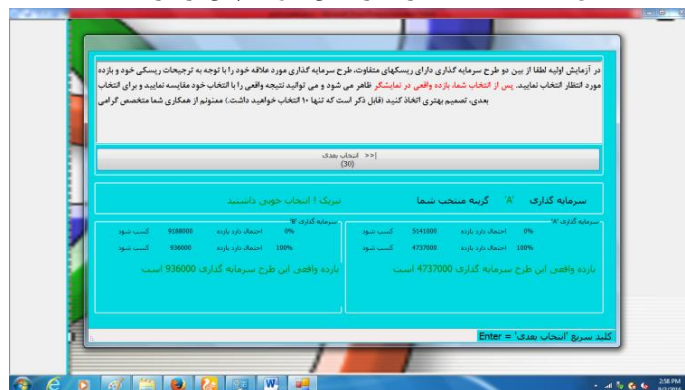 در آزمایش اولیه لطفا از بین دو طرح سرمایه گذاری دارای ریسکهای متفاوت، طرح سرمایه گذاری مورد علاقه خود را با توجه به ترجیحات ریسکی خود و بازده
مورد انتظار انتخاب نمایید. پس از انتخاب شما، بازده واقعی در نمایشگر ظاهر می شود و می توانید نتیجه واقعی را با انتخاب خود مقایسه نمایید و برای انتخاب
بعدی، تصمیم بهتری اتخاذ کنید (قابل ذکر است که تنها ۱۰ انتخاب خواهید داشت.) ممنونم از همکاری شما متخصص گرامی
انتخاب بعدی <<|
(30)
سرمایه گذاری 'A' گزینه منتخب شما
تبریک ! انتخاب خوبی داشتید
سرمایه گذاری 'A'
0% احتمال دارد بازده 5141000 کسب شود
100% احتمال دارد بازده 4737000 کسب شود
بازده واقعی این طرح سرمایه گذاری 4737000 است
سرمایه گذاری 'B'
0% احتمال دارد بازده 9188000 کسب شود
100% احتمال دارد بازده 936000 کسب شود
بازده واقعی این طرح سرمایه گذاری 936000 است
کلید سریع 'انتخاب بعدی' = Enter
2:58 PM